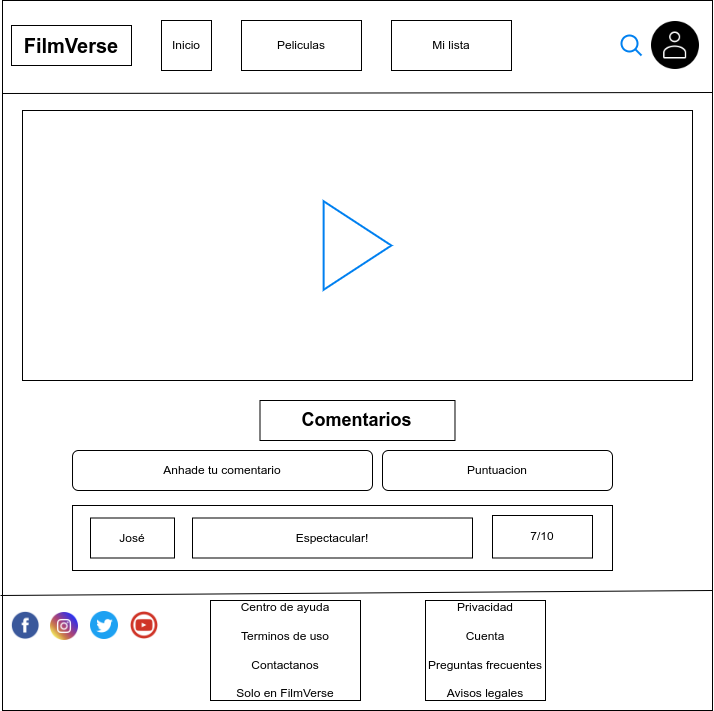 FilmVerse
Inicio
Peliculas
Mi lista
Comentarios
Anhade tu comentario
Puntuacion
José
Espectacular!
7/10
Centro de ayuda
Terminos de uso
Contactanos
Solo en FilmVerse
Privacidad
Cuenta
Preguntas frecuentes
Avisos legales